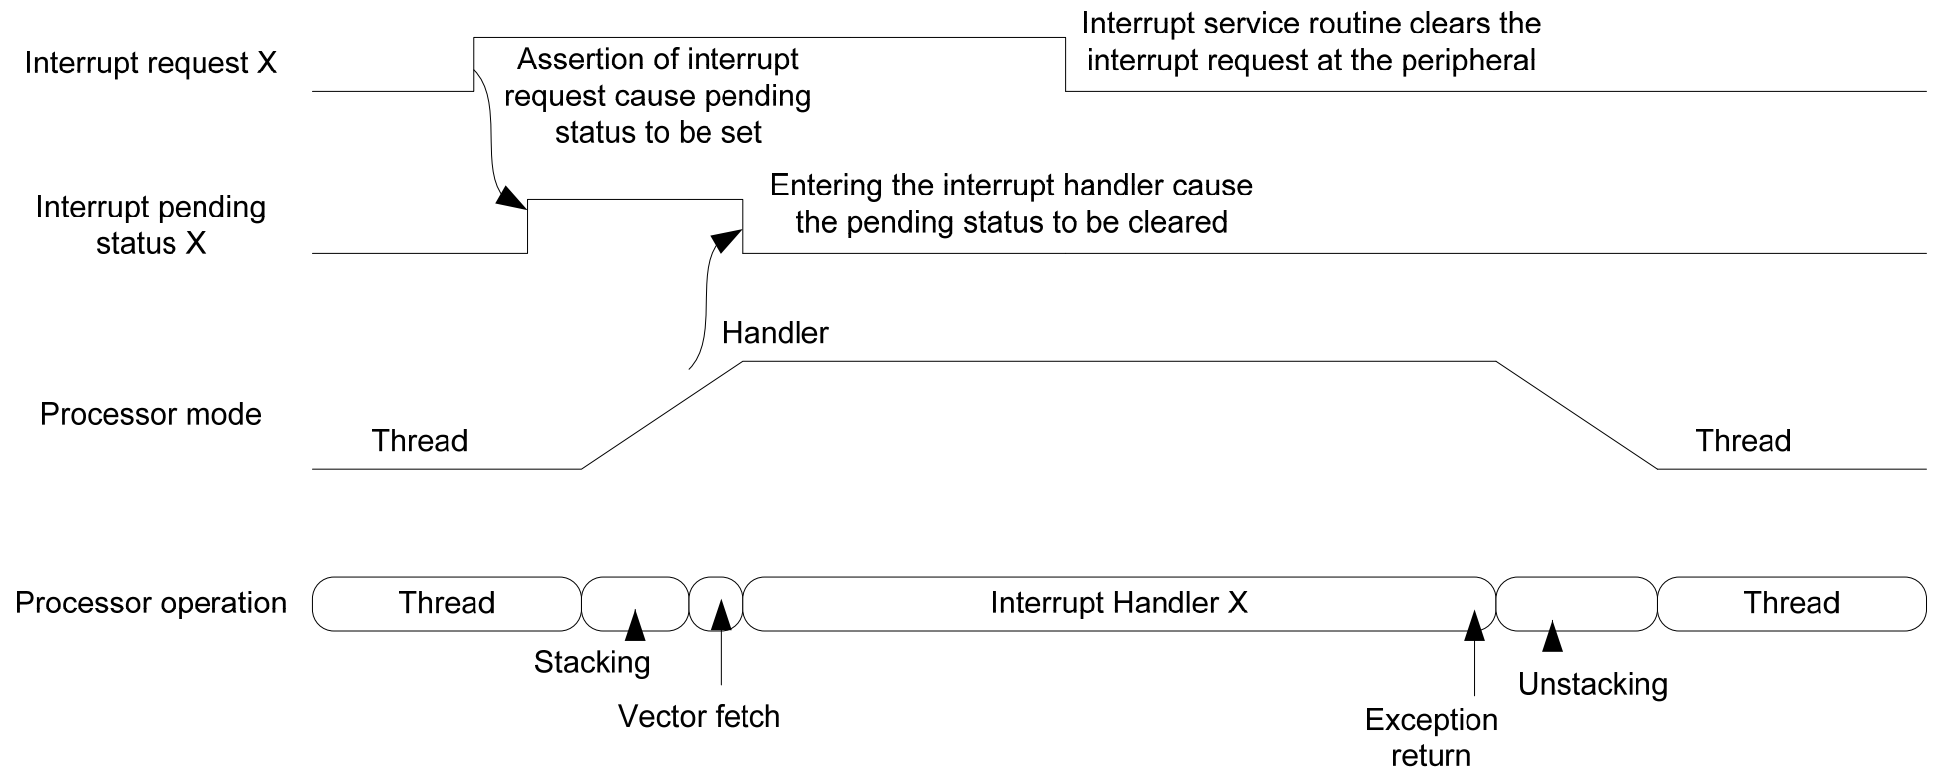 Interrupt request X
Assertion of interrupt
request cause pending
status to be set
Interrupt service routine clears the
interrupt request at the peripheral
Interrupt pending
status X
Entering the interrupt handler cause
the pending status to be cleared
Processor mode
Thread
Handler
Thread
Processor operation
Thread
Interrupt Handler X
Thread
Stacking
Vector fetch
Exception
return
Unstacking